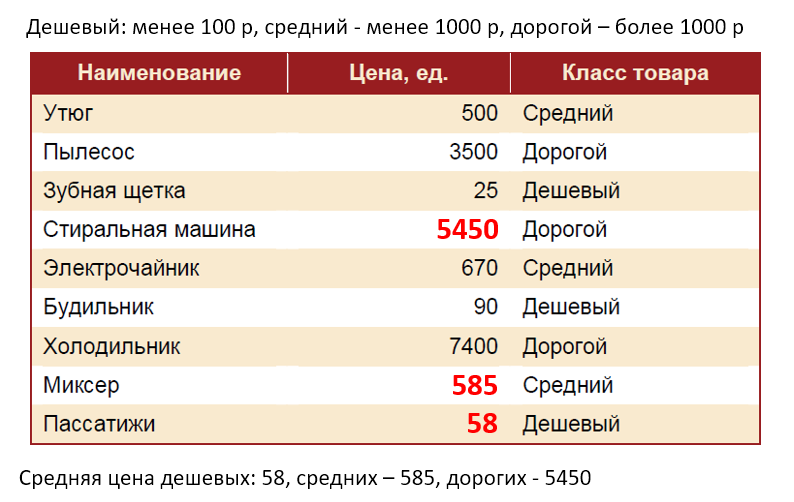 Дешевый: менее 100 р, средний - менее 1000 р, дорогой – более 1000 р
Наименование Цена, ед. Класс товара
Утюг 500 Средний
Пылесос 3500 Дорогой
Зубная щетка 25 Дешевый
Стиральная машина 5450 Дорогой
Электрочайник 670 Средний
Будильник 90 Дешевый
Холодильник 7400 Дорогой
Миксер 585 Средний
Пассатижи 58 Дешевый
Средняя цена дешевых: 58, средних – 585, дорогих - 5450